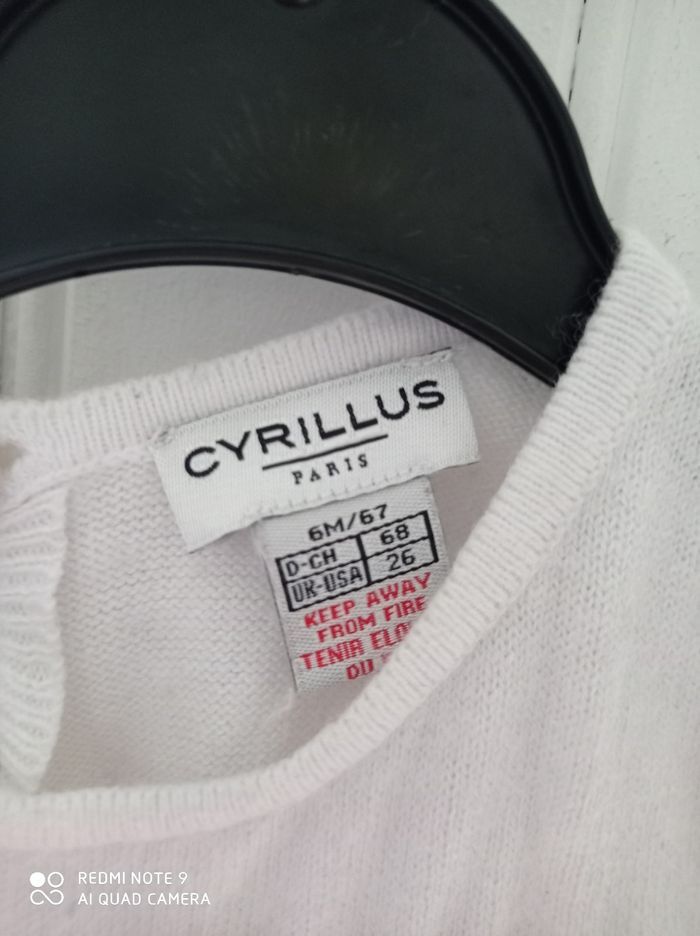 CYRILLUS
PARIS
6M/67
D-CH 68
UK-USA 26
KEEP AWAY
FROM FIRE
TENIR
DU
REDMI NOTE 9
AI QUAD CAMERA